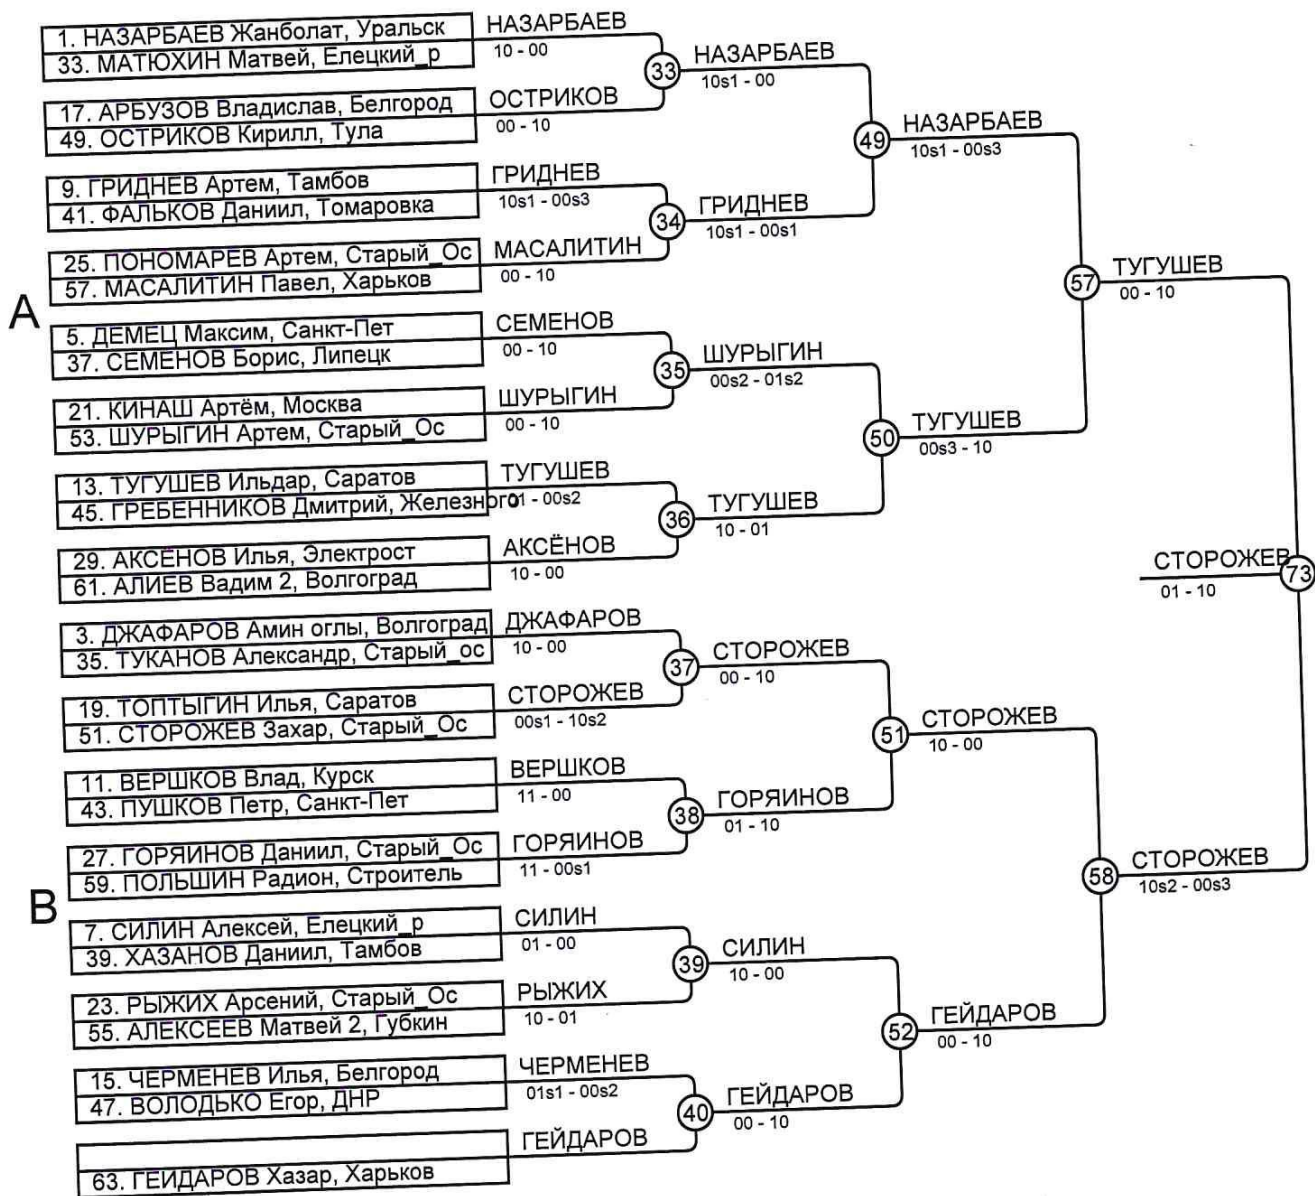 1. НАЗАРБАЕВ Жанболат, Уральск
33. МАТЮХИН Матвей, Елецкий_р
НАЗАРБАЕВ
10 - 00
33
НАЗАРБАЕВ
10s1 - 00
17. АРБУЗОВ Владислав, Белгород
49. ОСТРИКОВ Кирилл, Тула
ОСТРИКОВ
00 - 10
49
НАЗАРБАЕВ
10s1 - 00s3
9. ГРИДНЕВ Артем, Тамбов
41. ФАЛЬКОВ Даниил, Томаровка
ГРИДНЕВ
10s1 - 00s3
34
ГРИДНЕВ
10s1 - 00s1
25. ПОНОМАРЕВ Артем, Старый_Ос
57. МАСАЛИТИН Павел, Харьков
МАСАЛИТИН
00 - 10
57
ТУГУШЕВ
00 - 10
A
5. ДЕМЕЦ Максим, Санкт-Пет
37. СЕМЕНОВ Борис, Липецк
СЕМЕНОВ
00 - 10
35
ШУРЫГИН
00s2 - 01s2
21. КИНАШ Артём, Москва
53. ШУРЫГИН Артем, Старый_Ос
ШУРЫГИН
00 - 10
50
ТУГУШЕВ
00s3 - 10
13. ТУГУШЕВ Ильдар, Саратов
45. ГРЕБЕННИКОВ Дмитрий, Железного
ТУГУШЕВ
01 - 00s2
36
ТУГУШЕВ
10 - 01
29. АКСЁНОВ Илья, Электрост
61. АЛИЕВ Вадим 2, Волгоград
АКСЁНОВ
10 - 00
СТОРОЖЕВ
01 - 10
73
3. ДЖАФАРОВ Амин оглы, Волгоград
35. ТУКАНОВ Александр, Старый_ос
ДЖАФАРОВ
10 - 00
37
СТОРОЖЕВ
00 - 10
19. ТОПТЫГИН Илья, Саратов
51. СТОРОЖЕВ Захар, Старый_Ос
СТОРОЖЕВ
00s1 - 10s2
51
СТОРОЖЕВ
10 - 00
11. ВЕРШКОВ Влад, Курск
43. ПУШКОВ Петр, Санкт-Пет
ВЕРШКОВ
11 - 00
38
ГОРЯИНОВ
01 - 10
27. ГОРЯИНОВ Даниил, Старый_Ос
59. ПОЛЬШИН Радион, Строитель
ГОРЯИНОВ
11 - 00s1
58
СТОРОЖЕВ
10s2 - 00s3
B
7. СИЛИН Алексей, Елецкий_р
39. ХАЗАНОВ Даниил, Тамбов
СИЛИН
01 - 00
39
СИЛИН
10 - 00
23. РЫЖИХ Арсений, Старый_Ос
55. АЛЕКСЕЕВ Матвей 2, Губкин
РЫЖИХ
10 - 01
52
ГЕЙДАРОВ
00 - 10
15. ЧЕРМЕНЕВ Илья, Белгород
47. ВОЛОДЬКО Егор, ДНР
ЧЕРМЕНЕВ
01s1 - 00s2
40
ГЕЙДАРОВ
00 - 10
ГЕЙДАРОВ
63. ГЕЙДАРОВ Хазар, Харьков